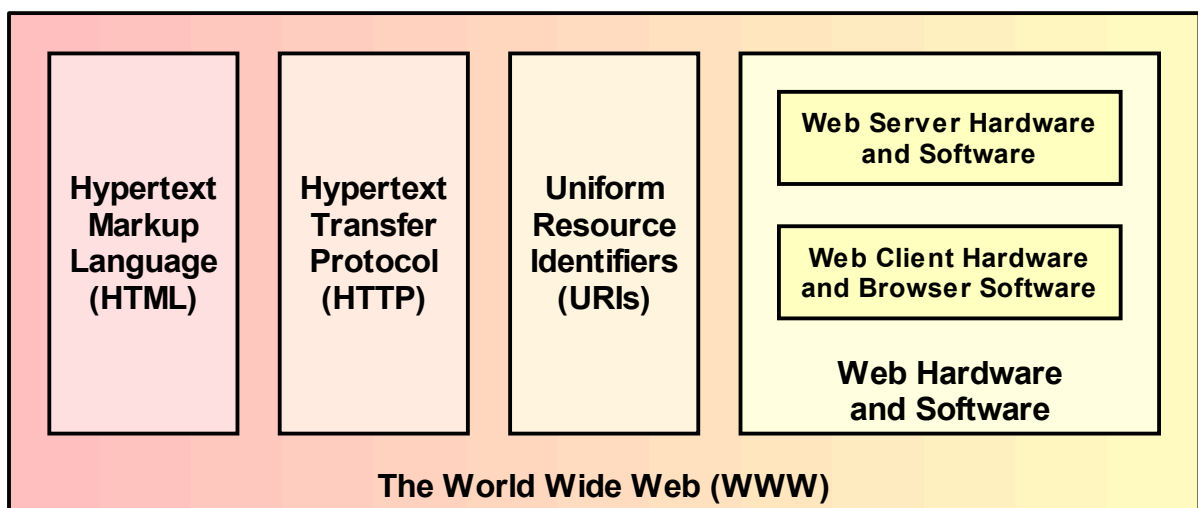 Hypertext
Markup
Language
(HTML)
Hypertext
Transfer
Protocol
(HTTP)
Uniform
Resource
Identifiers
(URIs)
Web Server Hardware
and Software
Web Client Hardware
and Browser Software
Web Hardware
and Software
The World Wide Web (WWW)